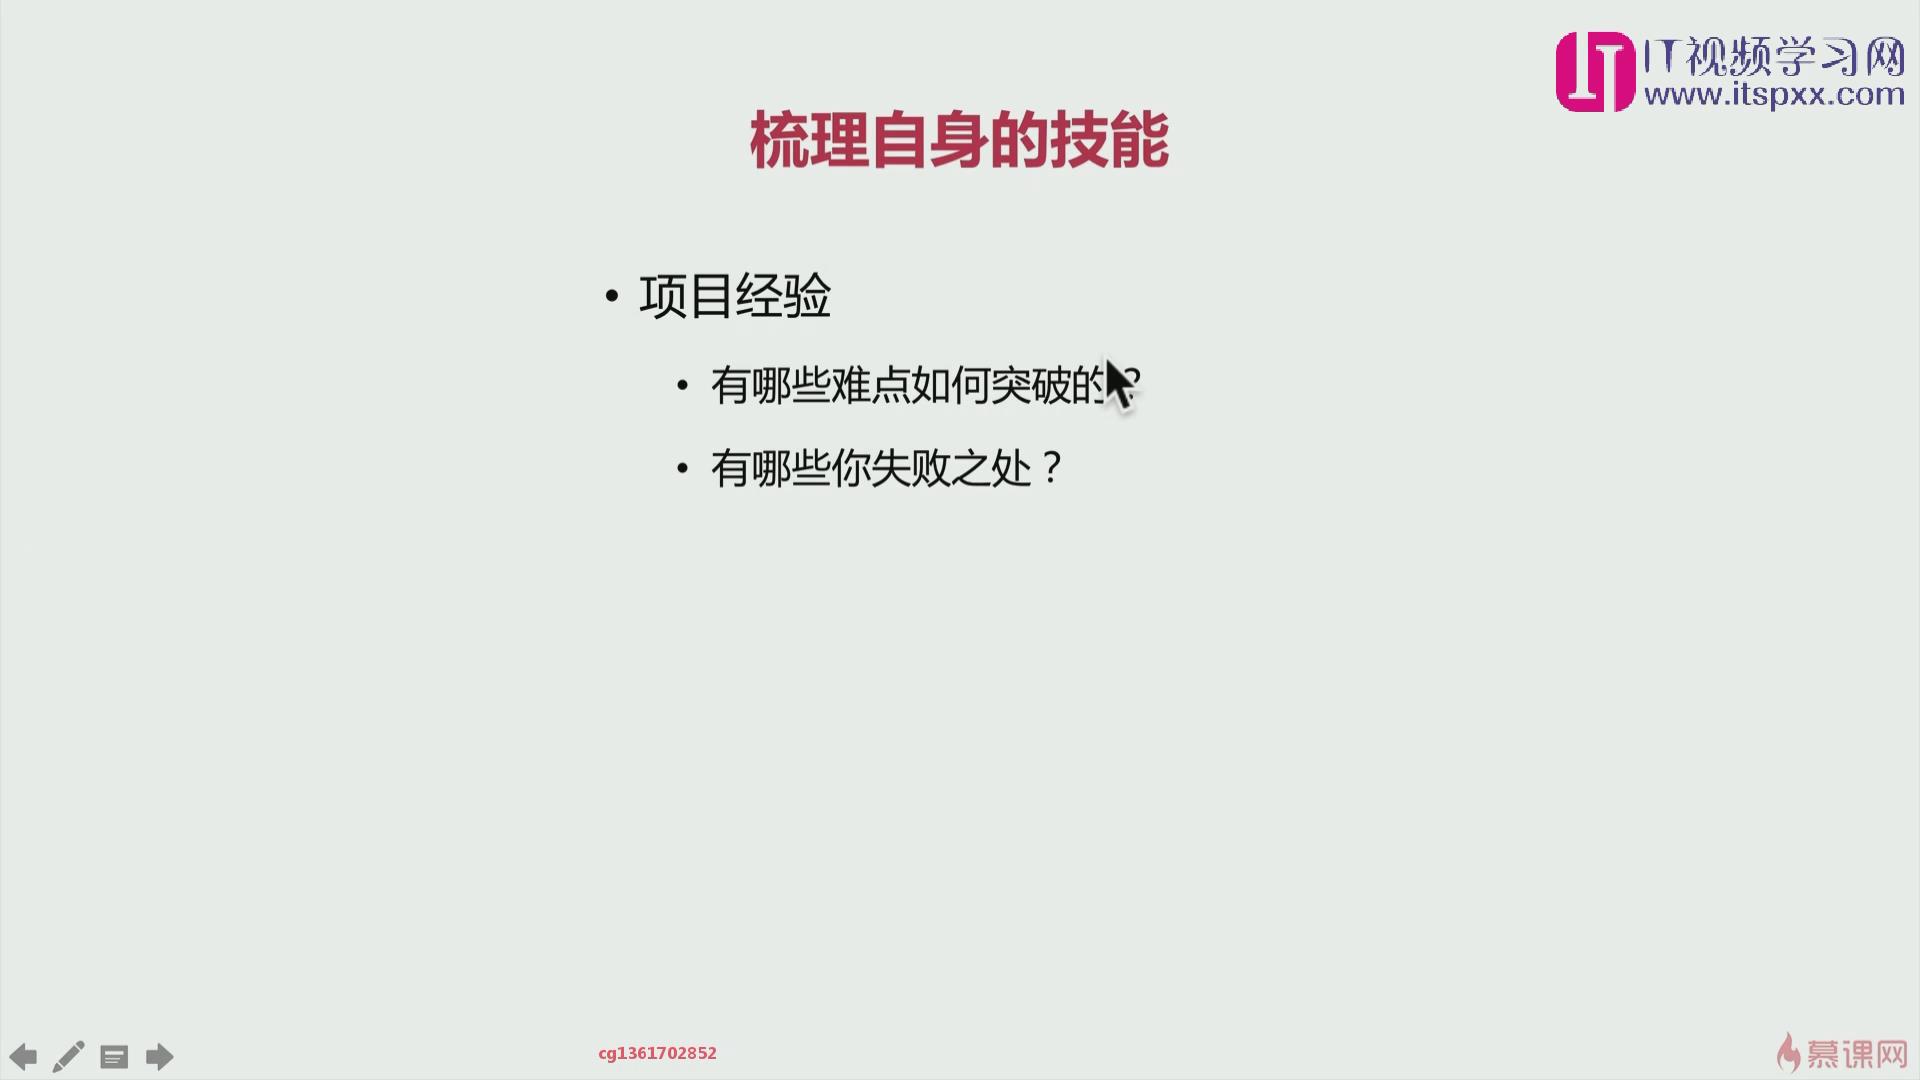 IT视频学习网
www.itspxx.com
梳理自身的技能
• 项目经验
• 有哪些难点如何突破的？
• 有哪些你失败之处？
cg1361702852
慕课网